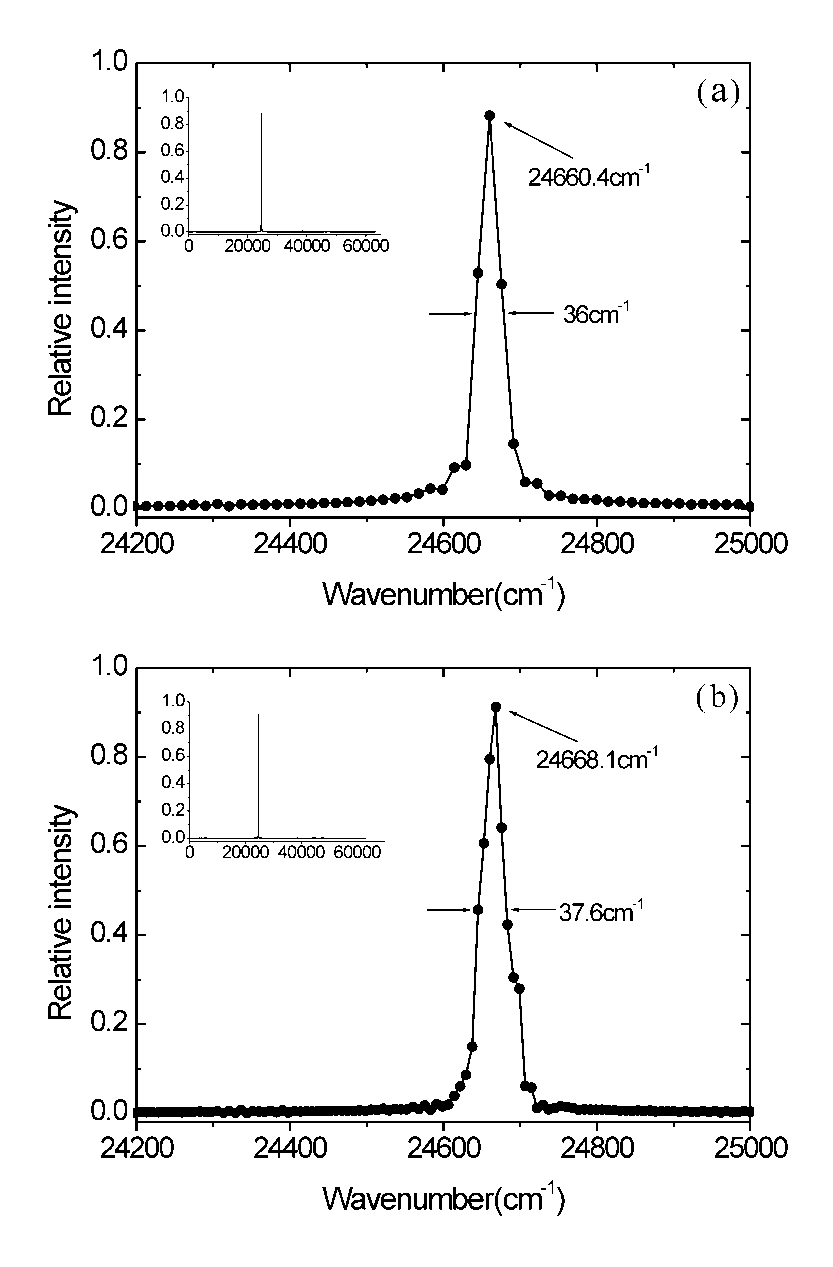 (a)
1.0
0.8
0.6
0.4
0.2
0.0
Relative intensity
1.0
0.8
0.6
0.4
0.2
0.0
0 20000 40000 60000
24660.4cm⁻¹
36cm⁻¹
24200 24400 24600 24800 25000
Wavenumber(cm⁻¹)
(b)
1.0
0.8
0.6
0.4
0.2
0.0
Relative intensity
1.0
0.8
0.6
0.4
0.2
0.0
0 20000 40000 60000
24668.1cm⁻¹
37.6cm⁻¹
24200 24400 24600 24800 25000
Wavenumber(cm⁻¹)